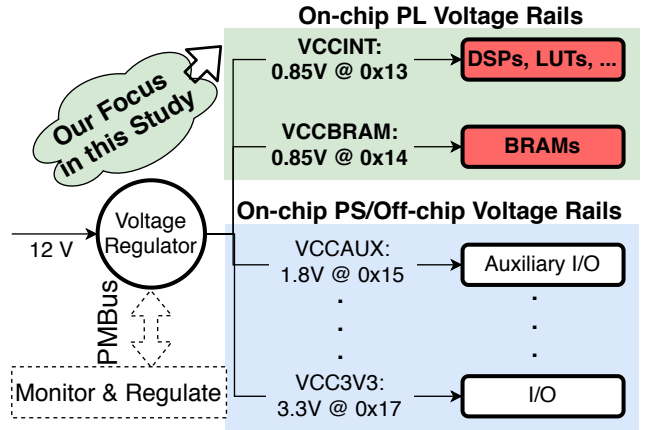 On-chip PL Voltage Rails
VCCINT:
0.85V @ 0x13
DSPs, LUTs, ...
Our Focus
in this Study
VCCBRAM:
0.85V @ 0x14
BRAMs
On-chip PS/Off-chip Voltage Rails
12 V
Voltage
Regulator
VCCAUX:
1.8V @ 0x15
Auxiliary I/O
PMBus
Monitor & Regulate
VCC3V3:
3.3V @ 0x17
I/O